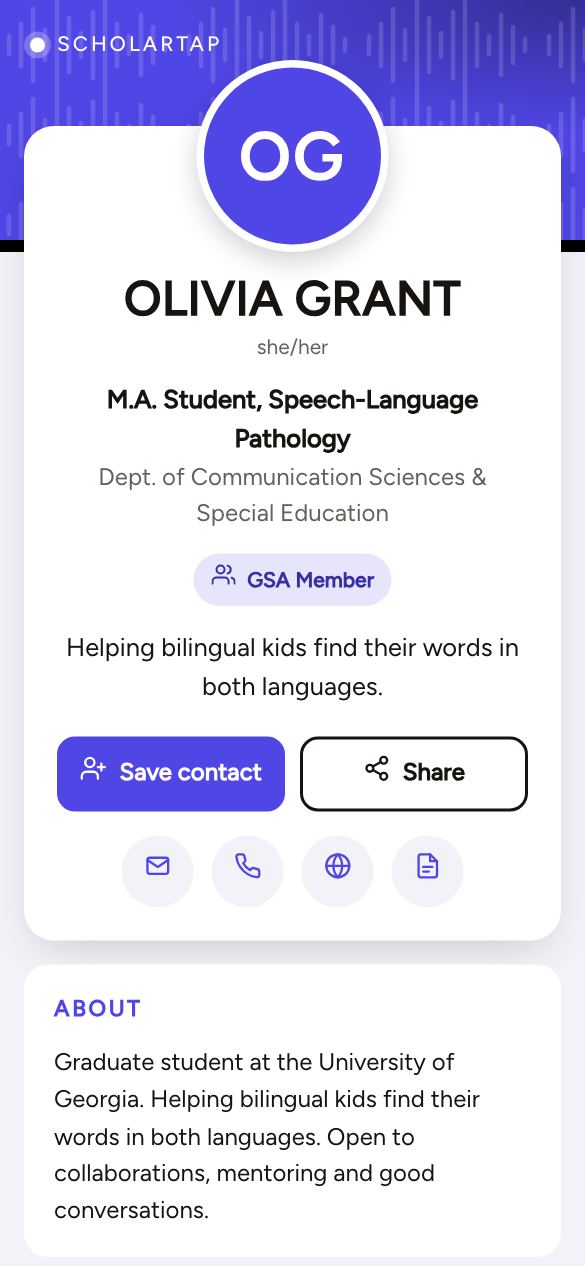 SCHOLARTAP
OG
OLIVIA GRANT
she/her
M.A. Student, Speech-Language
Pathology
Dept. of Communication Sciences &
Special Education
GSA Member
Helping bilingual kids find their words in
both languages.
Save contact
Share
ABOUT
Graduate student at the University of
Georgia. Helping bilingual kids find their
words in both languages. Open to
collaborations, mentoring and good
conversations.